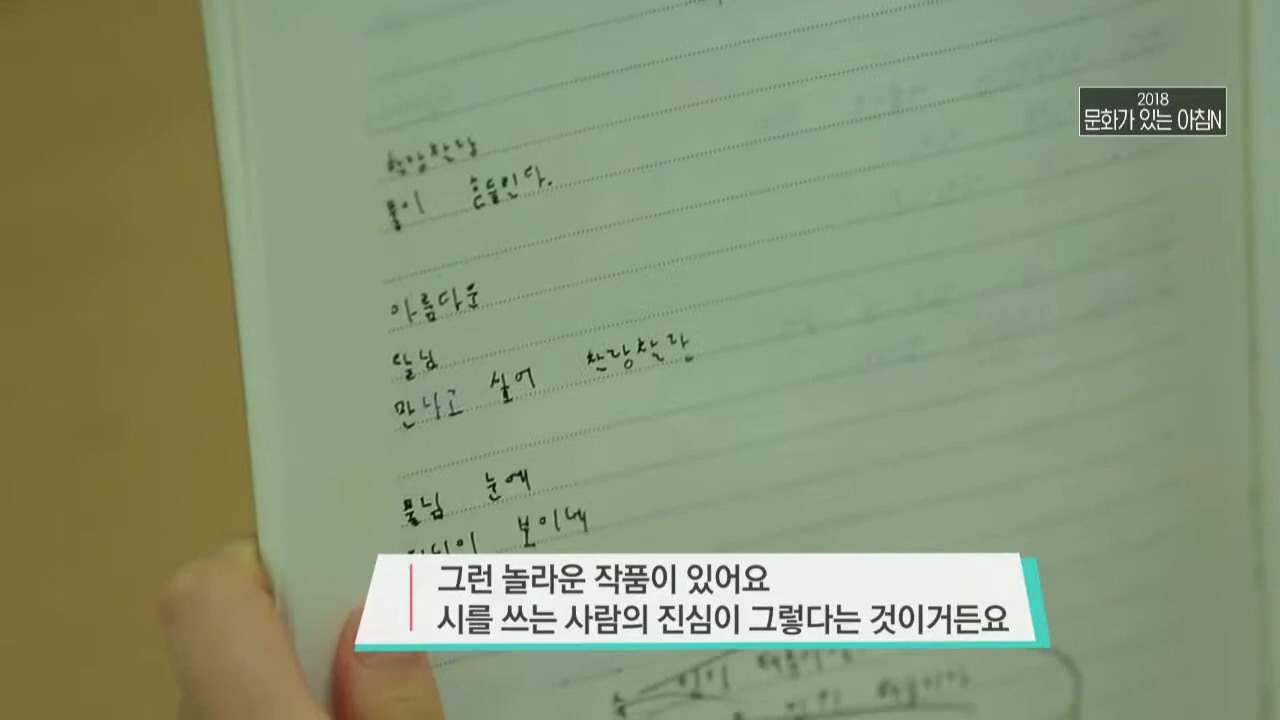 2018
문화가 있는 아침N
찰랑찰랑
물이 흔들린다.
아름다운
달님
만나고 싶어 찰랑찰랑
물님 눈에
보이네
그런 놀라운 작품이 있어요
시를 쓰는 사람의 진심이 그렇다는 것이거든요